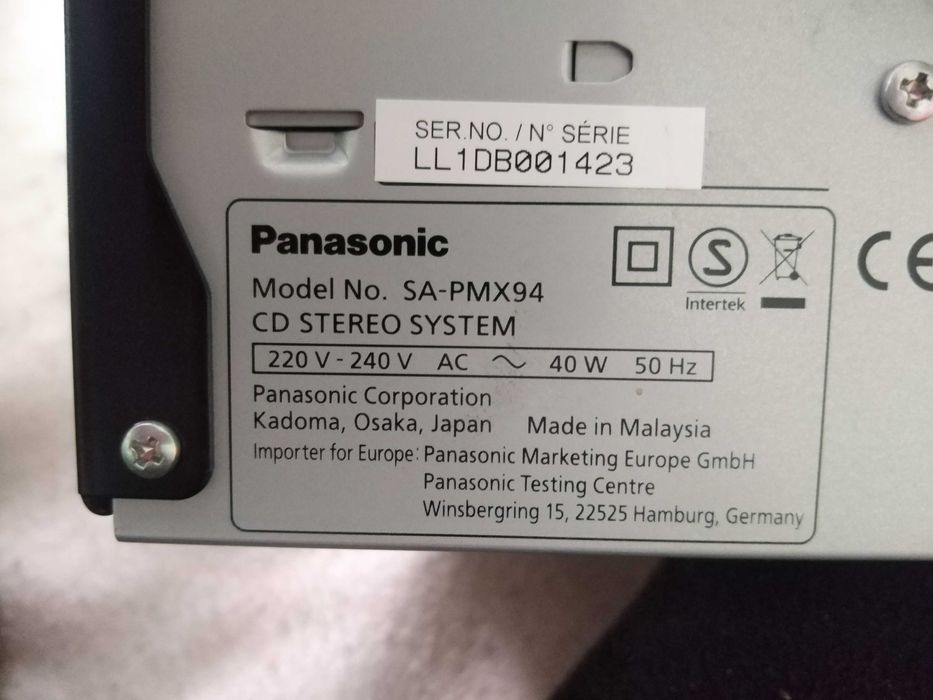 SER.NO. / N° SÉRIE
LL1DB001423
Panasonic
Model No. SA-PMX94
CD STEREO SYSTEM
S
Intertek
CE
220 V - 240 V AC ~ 40 W 50 Hz
Panasonic Corporation
Kadoma, Osaka, Japan Made in Malaysia
Importer for Europe: Panasonic Marketing Europe GmbH
Panasonic Testing Centre
Winsbergring 15, 22525 Hamburg, Germany